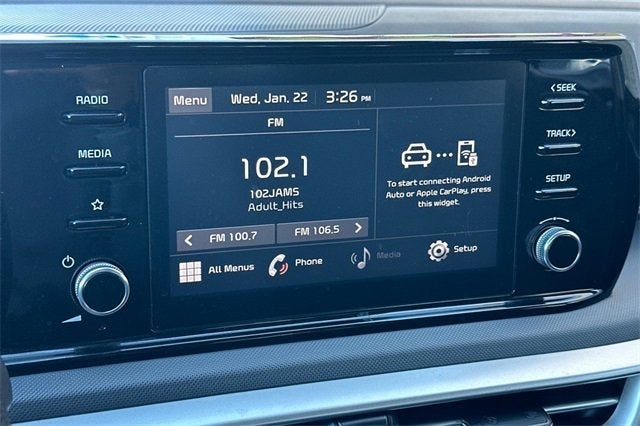 RADIO
MEDIA
Menu Wed, Jan. 22 3:26 PM
FM
102.1
102JAMS
Adult_Hits
< FM 100.7 FM 106.5 >
To start connecting Android
Auto or Apple CarPlay, press
this widget.
All Menus Phone Media Setup
< SEEK
TRACK >
SETUP